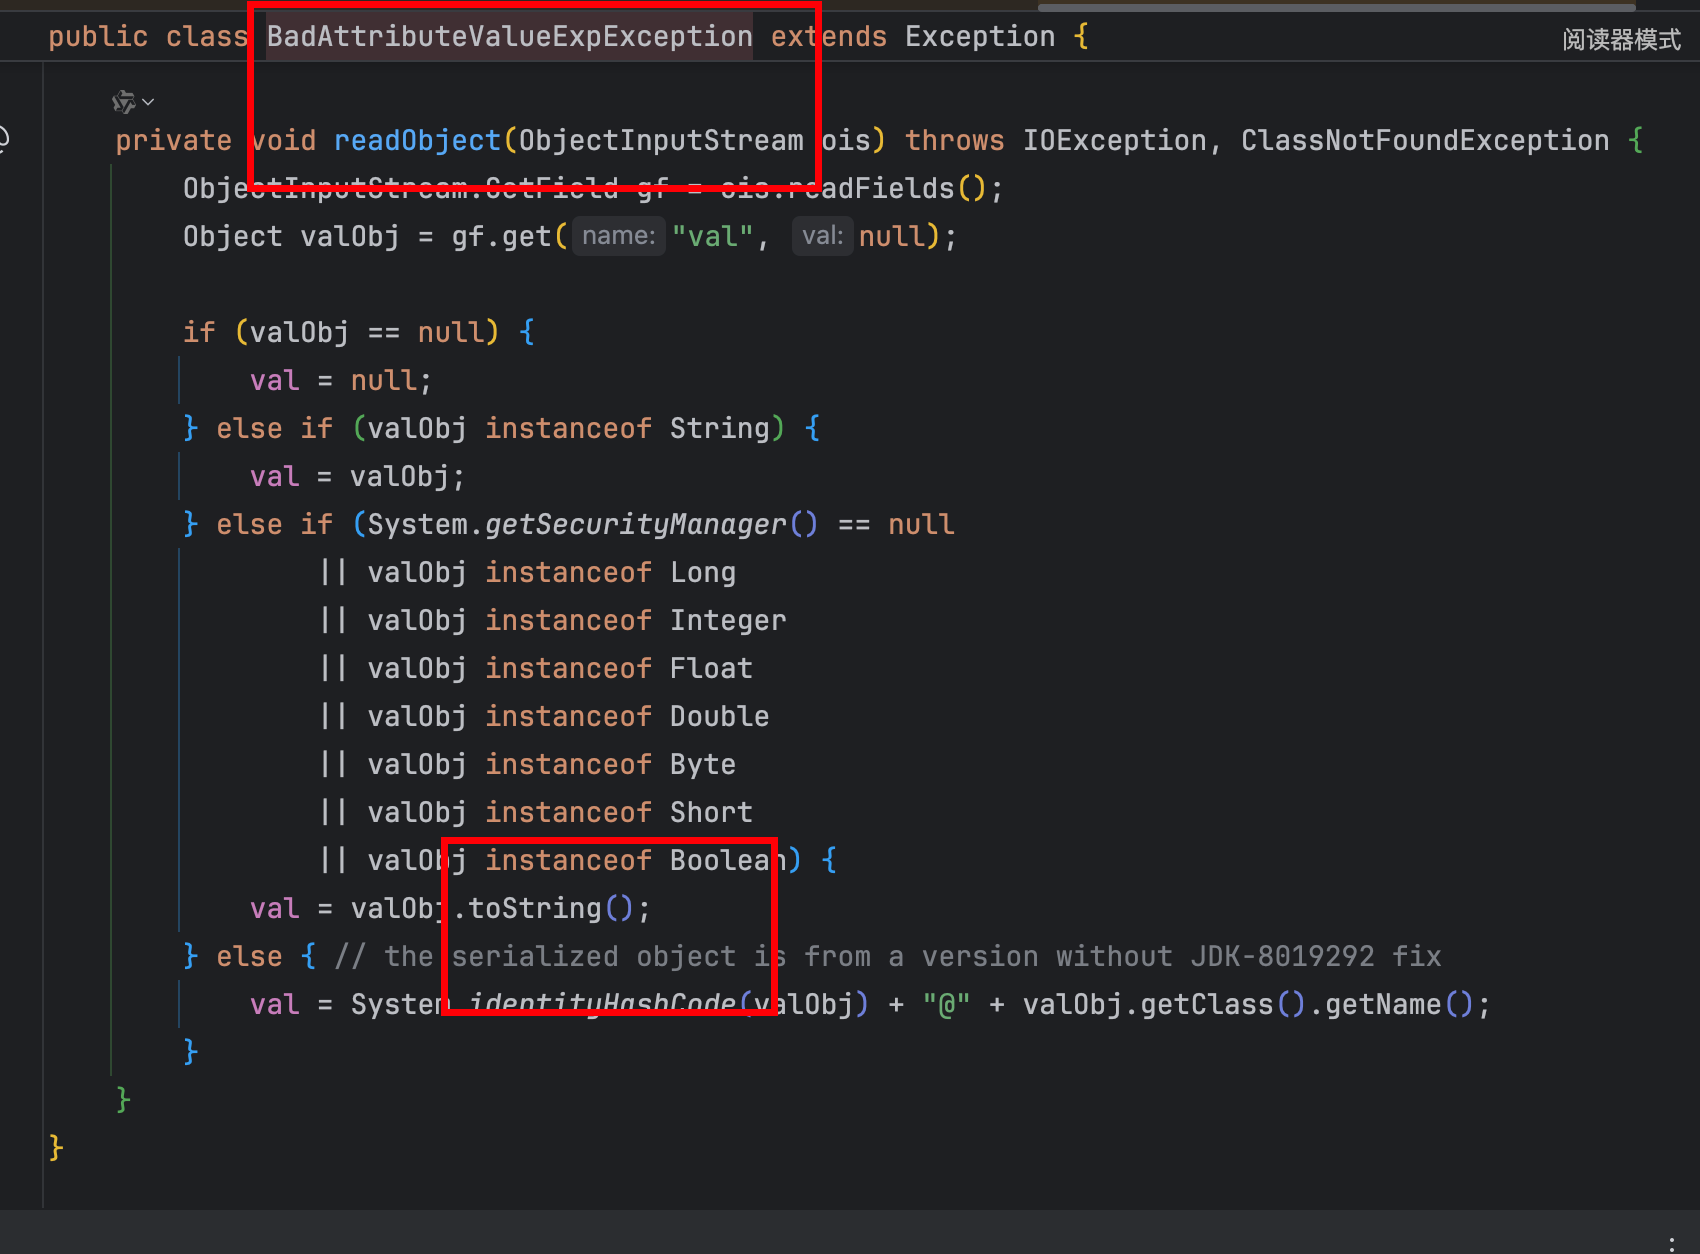 public class BadAttributeValueExpException extends Exception {
阅读器模式
private void readObject(ObjectInputStream ois) throws IOException, ClassNotFoundException {
ObjectInputStream.GetField gf = ois.readFields();
Object valObj = gf.get( name: "val", val: null);
if (valObj == null) {
val = null;
} else if (valObj instanceof String) {
val = valObj;
} else if (System.getSecurityManager() == null
|| valObj instanceof Long
|| valObj instanceof Integer
|| valObj instanceof Float
|| valObj instanceof Double
|| valObj instanceof Byte
|| valObj instanceof Short
|| valObj instanceof Boolean) {
val = valObj.toString();
} else { // the serialized object is from a version without JDK-8019292 fix
val = System.identityHashCode(valObj) + "@" + valObj.getClass().getName();
}
}
}